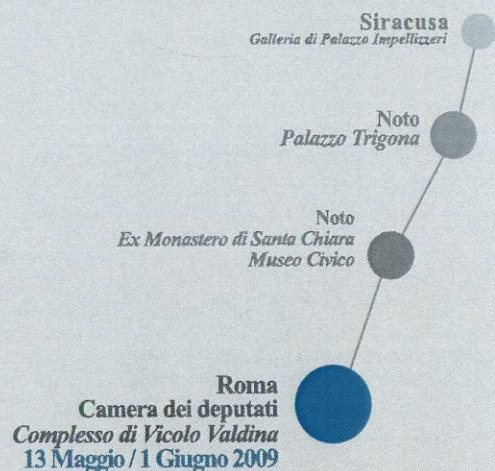 Siracusa
Galleria di Palazzo Impellizzeri
Noto
Palazzo Trigona
Noto
Ex Monastero di Santa Chiara
Museo Civico
Roma
Camera dei deputati
Complesso di Vicolo Valdina
13 Maggio / 1 Giugno 2009